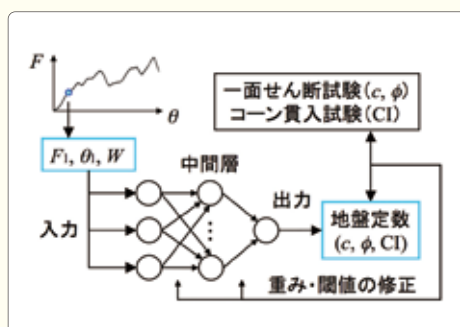 F
θ
F₁, θ₁, W
一面せん断試験(c, ϕ)
コーン貫入試験(CI)
中間層
入力
出力
地盤定数
(c, ϕ, CI)
重み・閾値の修正